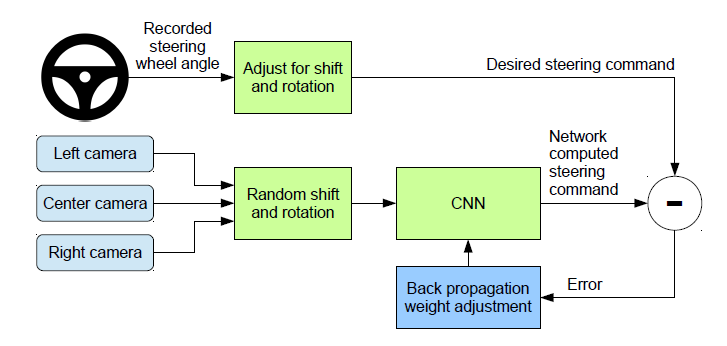 Recorded
steering
wheel angle
Adjust for shift
and rotation
Desired steering command
Left camera
Center camera
Right camera
Random shift
and rotation
CNN
Network
computed
steering
command
-
Back propagation
weight adjustment
Error